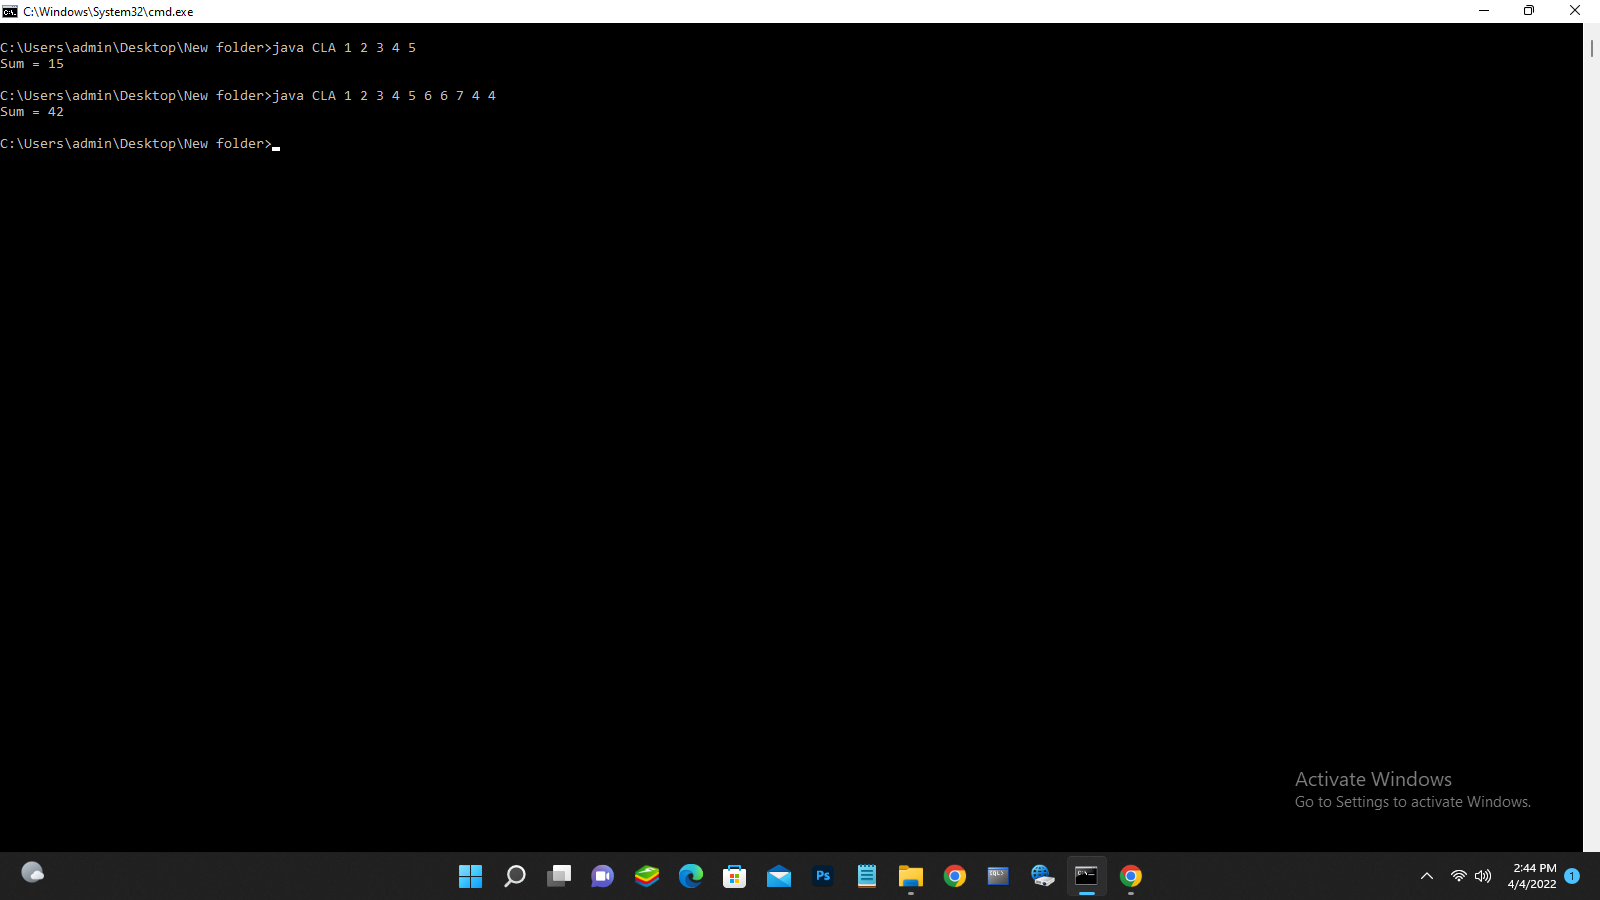 C:\Windows\System32\cmd.exe
C:\Users\admin\Desktop\New folder>java CLA 1 2 3 4 5
Sum = 15
C:\Users\admin\Desktop\New folder>java CLA 1 2 3 4 5 6 6 7 4 4
Sum = 42
C:\Users\admin\Desktop\New folder>
Activate Windows
Go to Settings to activate Windows.
Ps
2:44 PM
4/4/2022
1